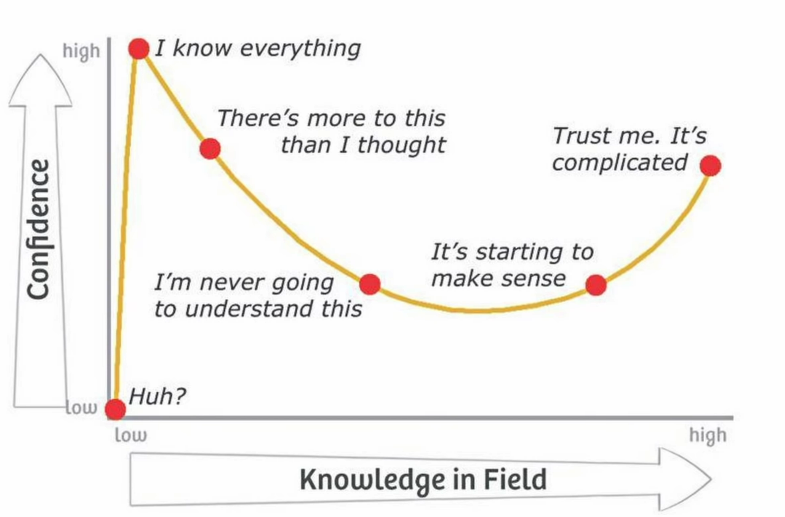 high
I know everything
There’s more to this
than I thought
Trust me. It’s
complicated
Confidence
It’s starting to
make sense
I’m never going
to understand this
Huh?
low
low
high
Knowledge in Field